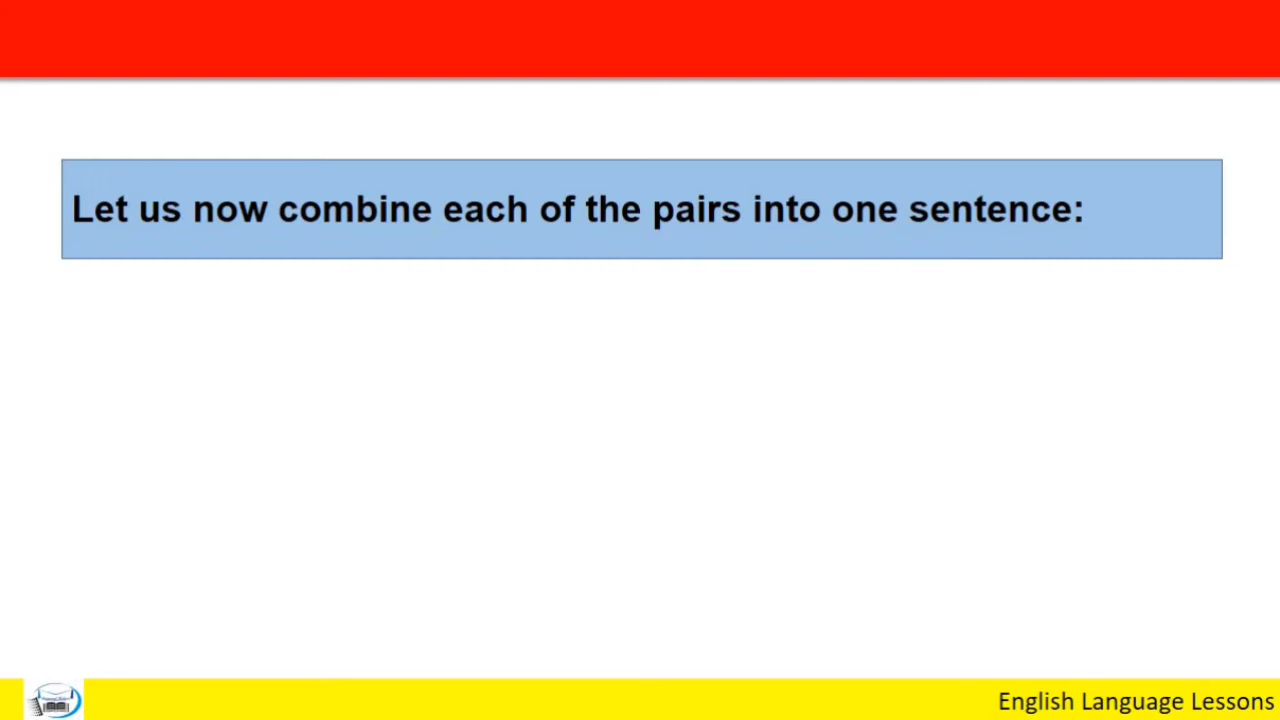 Let us now combine each of the pairs into one sentence:
English Language Lessons